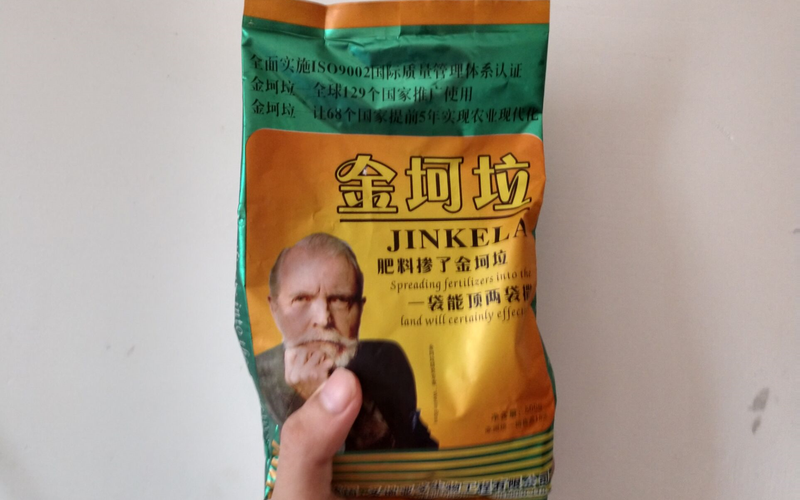 全面实施ISO9002国际质量管理体系认证
金坷垃 全球129个国家推广使用
金坷垃 让68个国家提前5年实现农业现代化
金坷垃
JINKELA
肥料掺了金坷垃
Spreading fertilizers into the
一袋能顶两袋撒
land will certainly effec